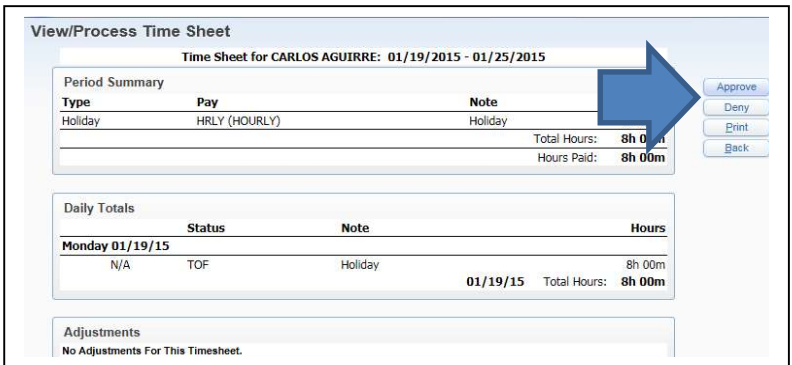 View/Process Time Sheet
Time Sheet for CARLOS AGUIRRE: 01/19/2015 - 01/25/2015
Period Summary
Type Pay Note
Holiday HRLY (HOURLY) Holiday
Total Hours: 8h
Hours Paid: 8h 00m
Approve
Deny
Print
Back
Daily Totals
Status Note Hours
Monday 01/19/15
N/A TOF Holiday 8h 00m
01/19/15 Total Hours: 8h 00m
Adjustments
No Adjustments For This Timesheet.